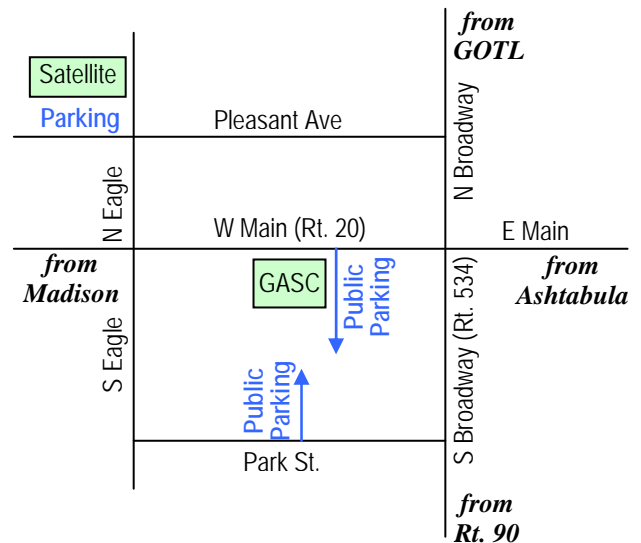 from
GOTL
Satellite
Parking
Pleasant Ave
N Broadway
N Eagle
W Main (Rt. 20)
E Main
from
Madison
GASC
Public
Parking
S Broadway (Rt. 534)
from
Ashtabula
S Eagle
Public
Parking
Park St.
from
Rt. 90